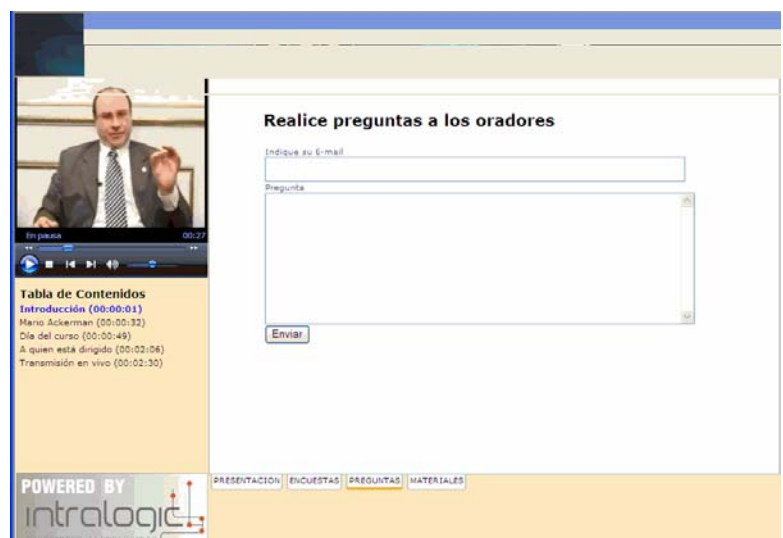 Realice preguntas a los oradores
Indique su E-mail
Pregunta
Enviar
En pausa 00:27
Tabla de Contenidos
Introducción (00:00:01)
Mario Ackerman (00:00:32)
Día del curso (00:00:49)
A quien está dirigido (00:02:06)
Transmisión en vivo (00:02:30)
PRESENTACION ENCUESTAS PREGUNTAS MATERIALES
POWERED BY
intralogic